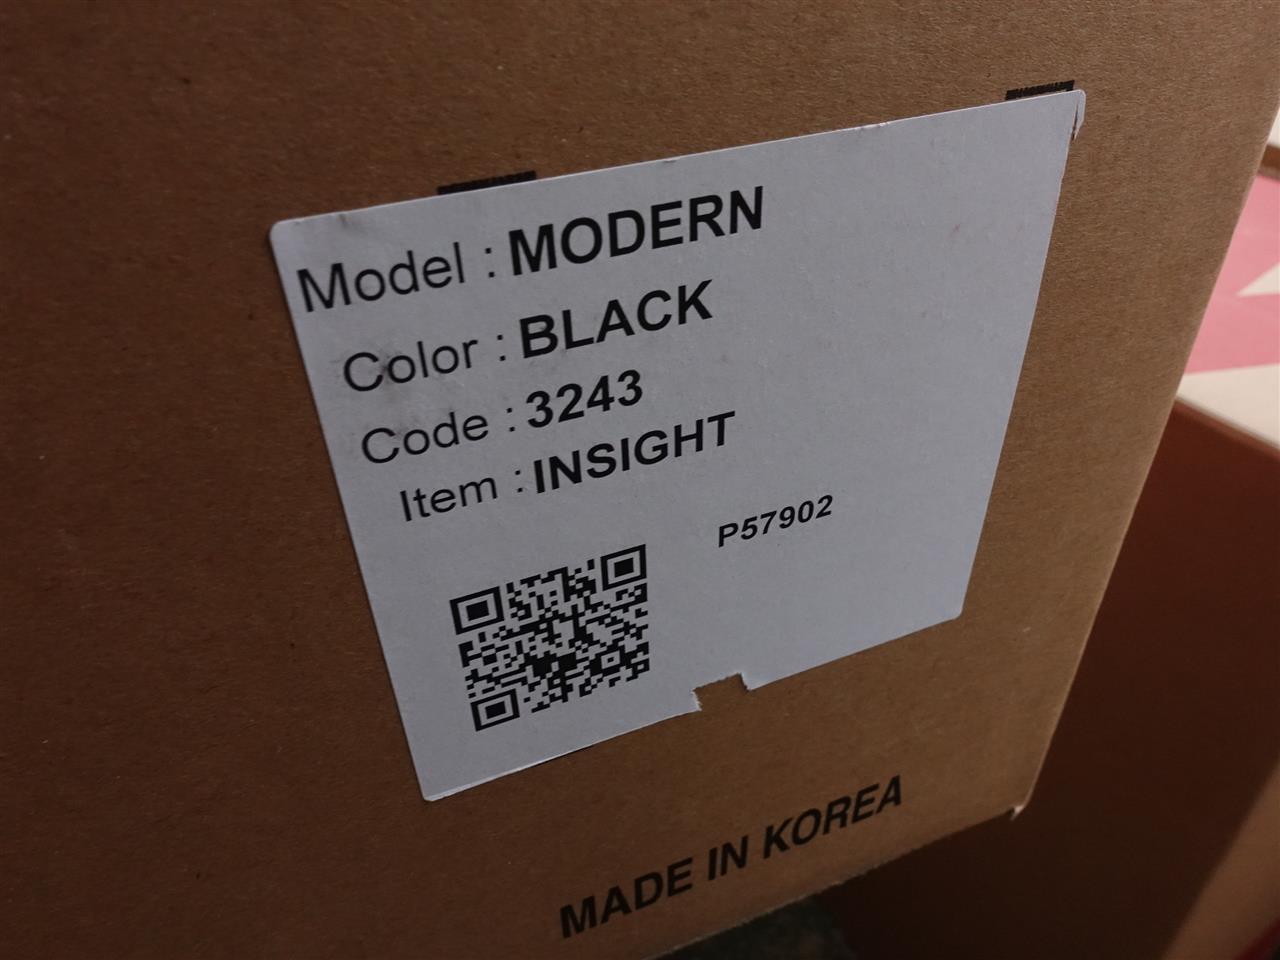 Model : MODERN
Color : BLACK
Code : 3243
Item : INSIGHT
P57902
MADE IN KOREA